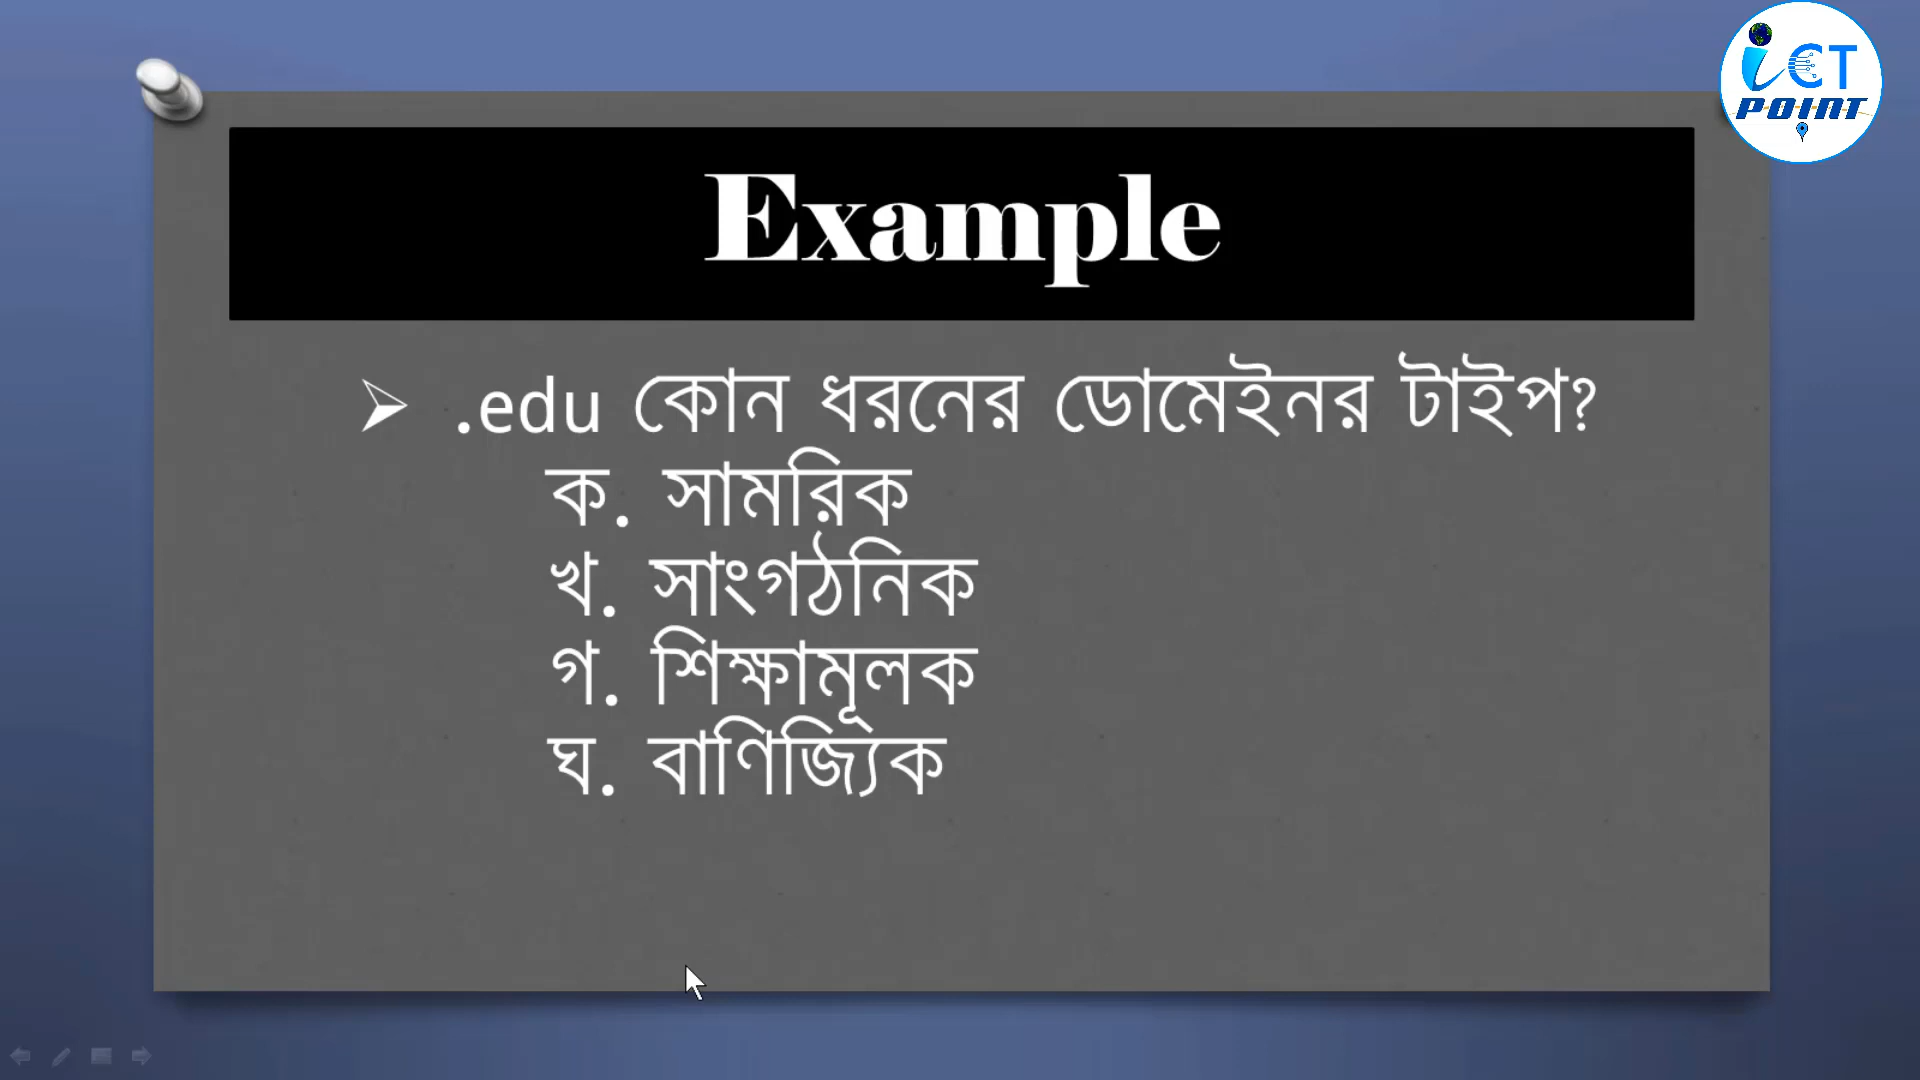 iCT
POINT
Example
➢ .edu কোন ধরনের ডোমেইনর টাইপ?
ক. সামরিক
খ. সাংগঠনিক
গ. শিক্ষামূলক
ঘ. বাণিজ্যিক